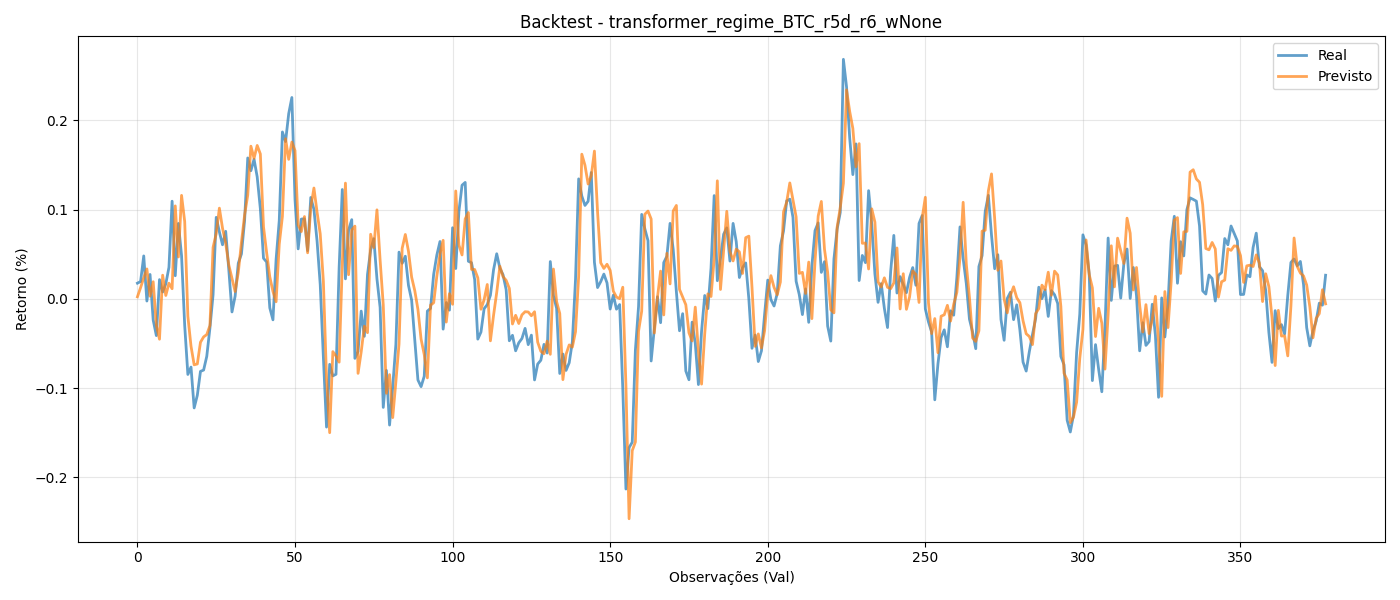 Backtest - transformer_regime_BTC_r5d_r6_wNone
Real
Previsto
Retorno (%)
0.2
0.1
0.0
−0.1
−0.2
0 50 100 150 200 250 300 350
Observações (Val)